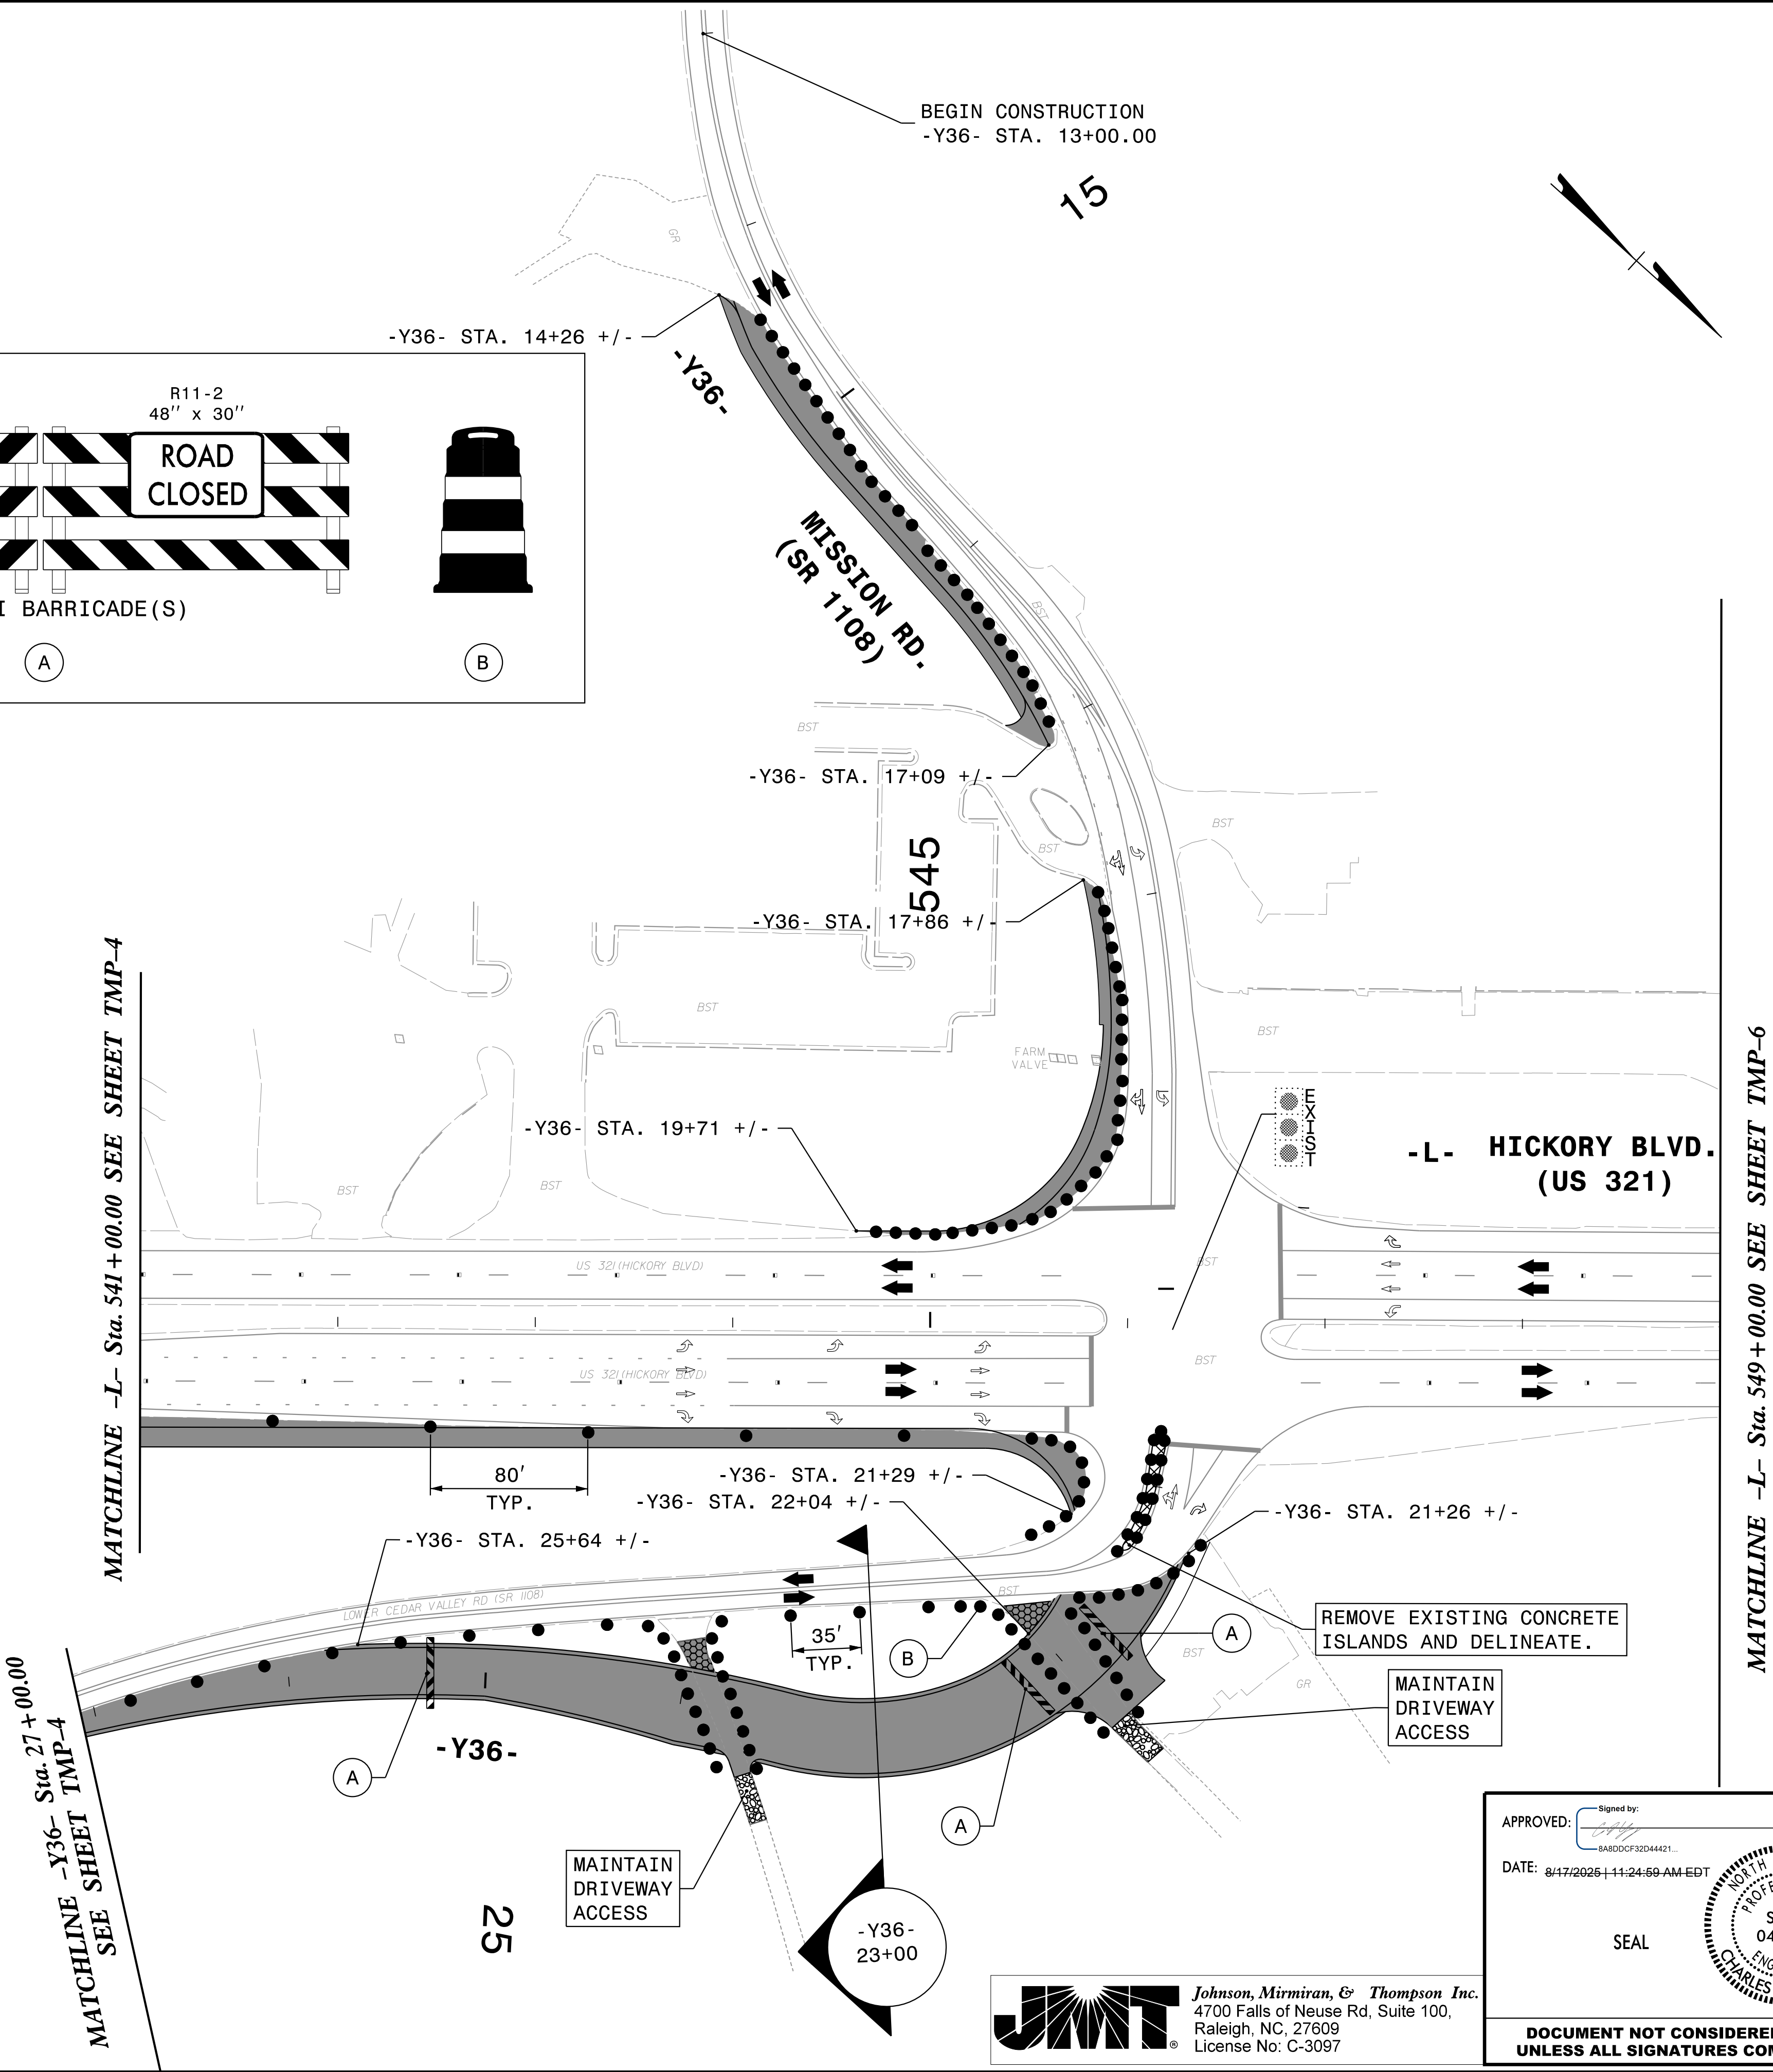 BEGIN CONSTRUCTION
-Y36- STA. 13+00.00
15
GR
-Y36- STA. 14+26 +/-
-Y36-
R11-2
48" x 30"
ROAD
CLOSED
BARRICADE(S)
A
B
MISSION RD.
(SR 1108)
BST
BST
-Y36- STA. 17+09 +/-
545
BST
BST
-Y36- STA. 17+86 +/-
BST
BST
FARM
VALVE
-Y36- STA. 19+71 +/-
EXIST
-L- HICKORY BLVD.
(US 321)
BST
BST
MATCHLINE -L- Sta. 541+00.00 SEE SHEET TMP-4
MATCHLINE -L- Sta. 549+00.00 SEE SHEET TMP-6
US 321 (HICKORY BLVD)
BST
BST
US 321 (HICKORY BLVD)
80'
TYP.
-Y36- STA. 21+29 +/-
-Y36- STA. 22+04 +/-
-Y36- STA. 21+26 +/-
-Y36- STA. 25+64 +/-
LOWER CEDAR VALLEY RD (SR 1108)
BST
35'
TYP.
B
A
REMOVE EXISTING CONCRETE
ISLANDS AND DELINEATE.
BST
GR
MAINTAIN
DRIVEWAY
ACCESS
-Y36-
A
A
MATCHLINE -Y36- Sta. 27+00.00
SEE SHEET TMP-4
MAINTAIN
DRIVEWAY
ACCESS
25
-Y36-
23+00
APPROVED:
Signed by:
8A8DDCF32D44421...
DATE: 8/17/2025 | 11:24:59 AM EDT
SEAL
NORTH
CHARLES
JMT
®
Johnson, Mirmiran, & Thompson Inc.
4700 Falls of Neuse Rd, Suite 100,
Raleigh, NC, 27609
License No: C-3097
DOCUMENT NOT
UNLESS ALL SIGNATURES